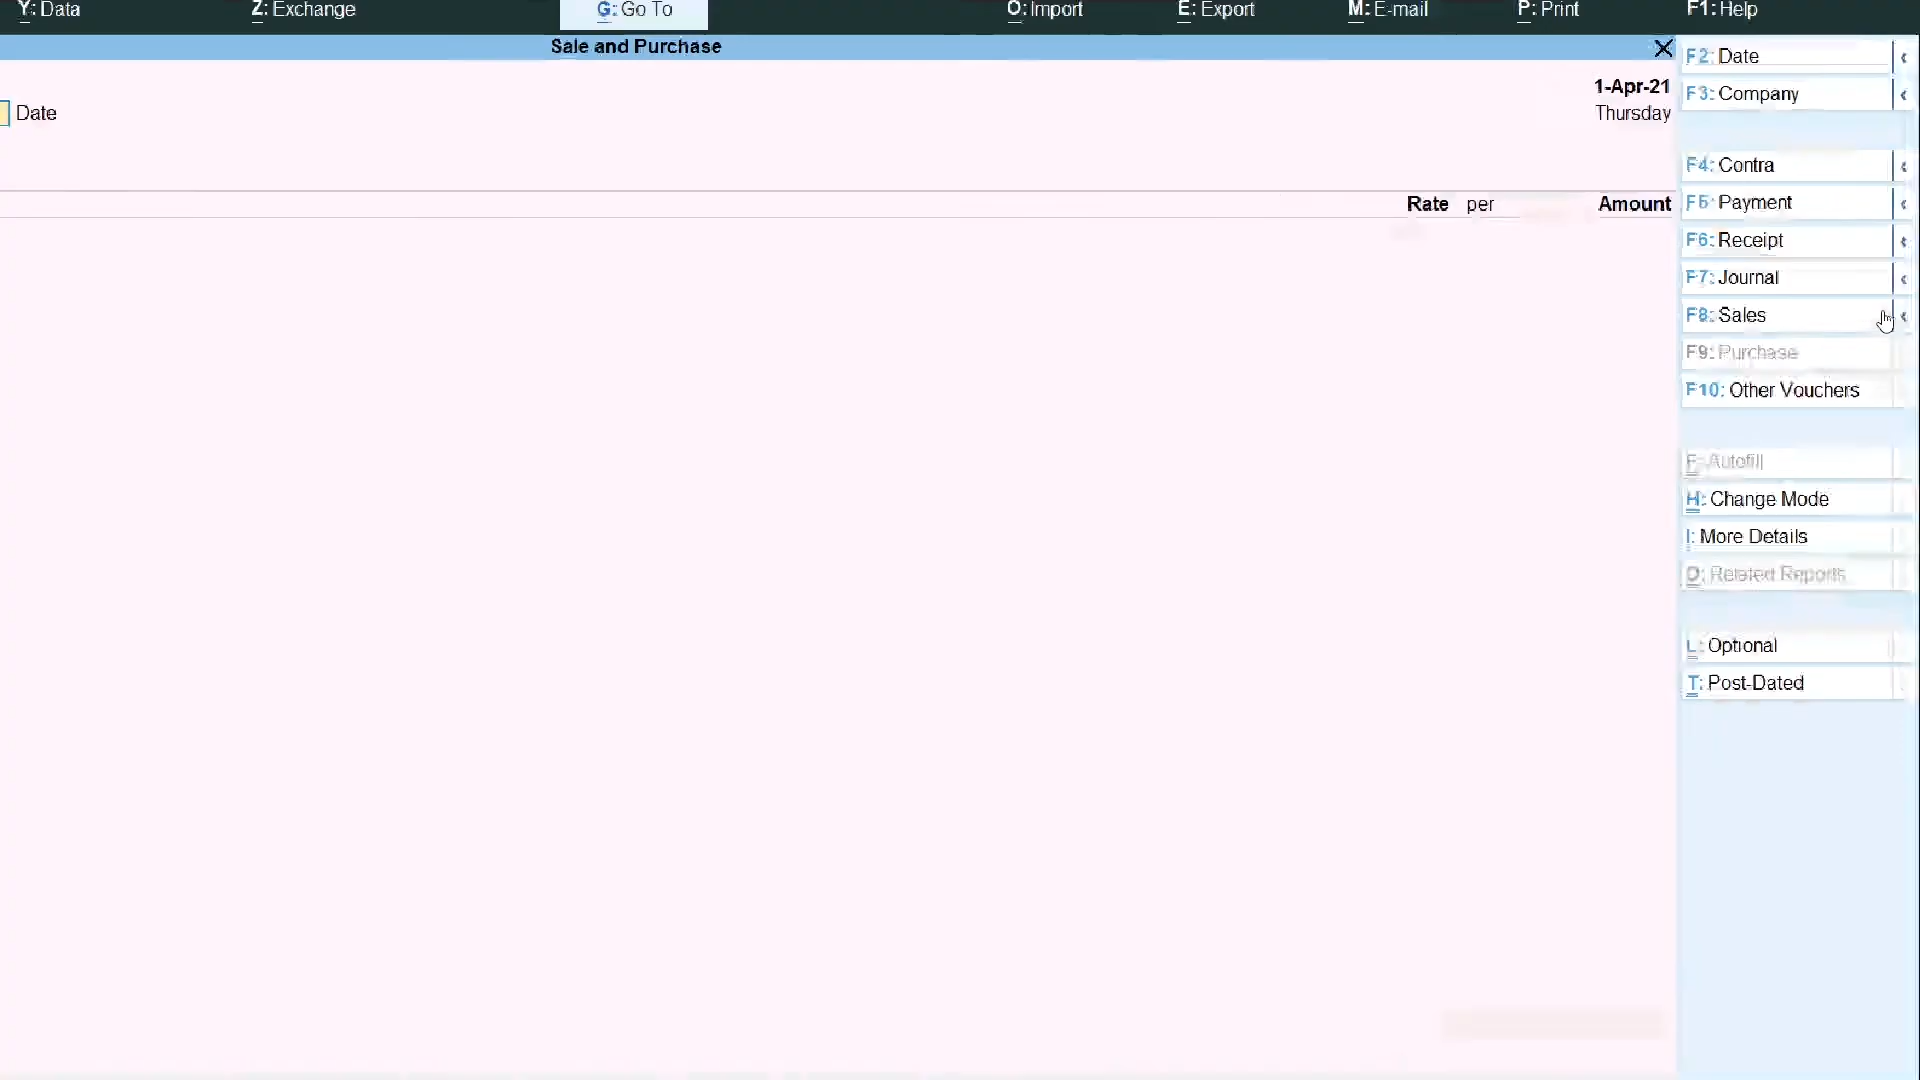 Y: Data Z: Exchange G: Go To O: Import E: Export M: E-mail P: Print F1: Help
Sale and Purchase
1-Apr-21
Date Thursday
Rate per Amount
F2: Date
F3: Company
F4: Contra
F5: Payment
F6: Receipt
F7: Journal
F8: Sales
F9: Purchase
F10: Other Vouchers
F: Autofill
H: Change Mode
I: More Details
O: Related Reports
L: Optional
T: Post-Dated